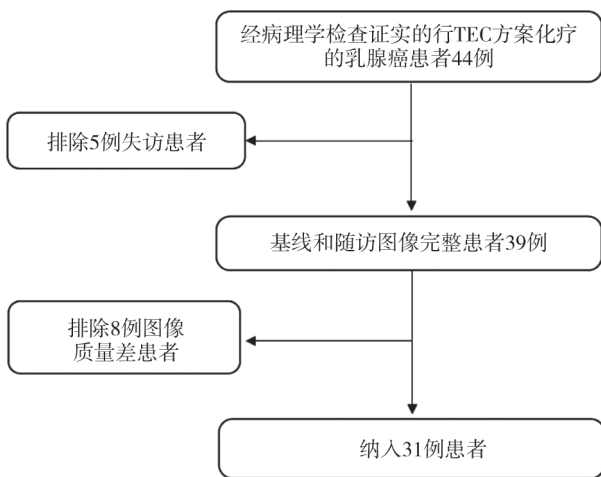 经病理学检查证实的行TEC方案化疗
的乳腺癌患者44例
排除5例失访患者
基线和随访图像完整患者39例
排除8例图像
质量差患者
纳入31例患者